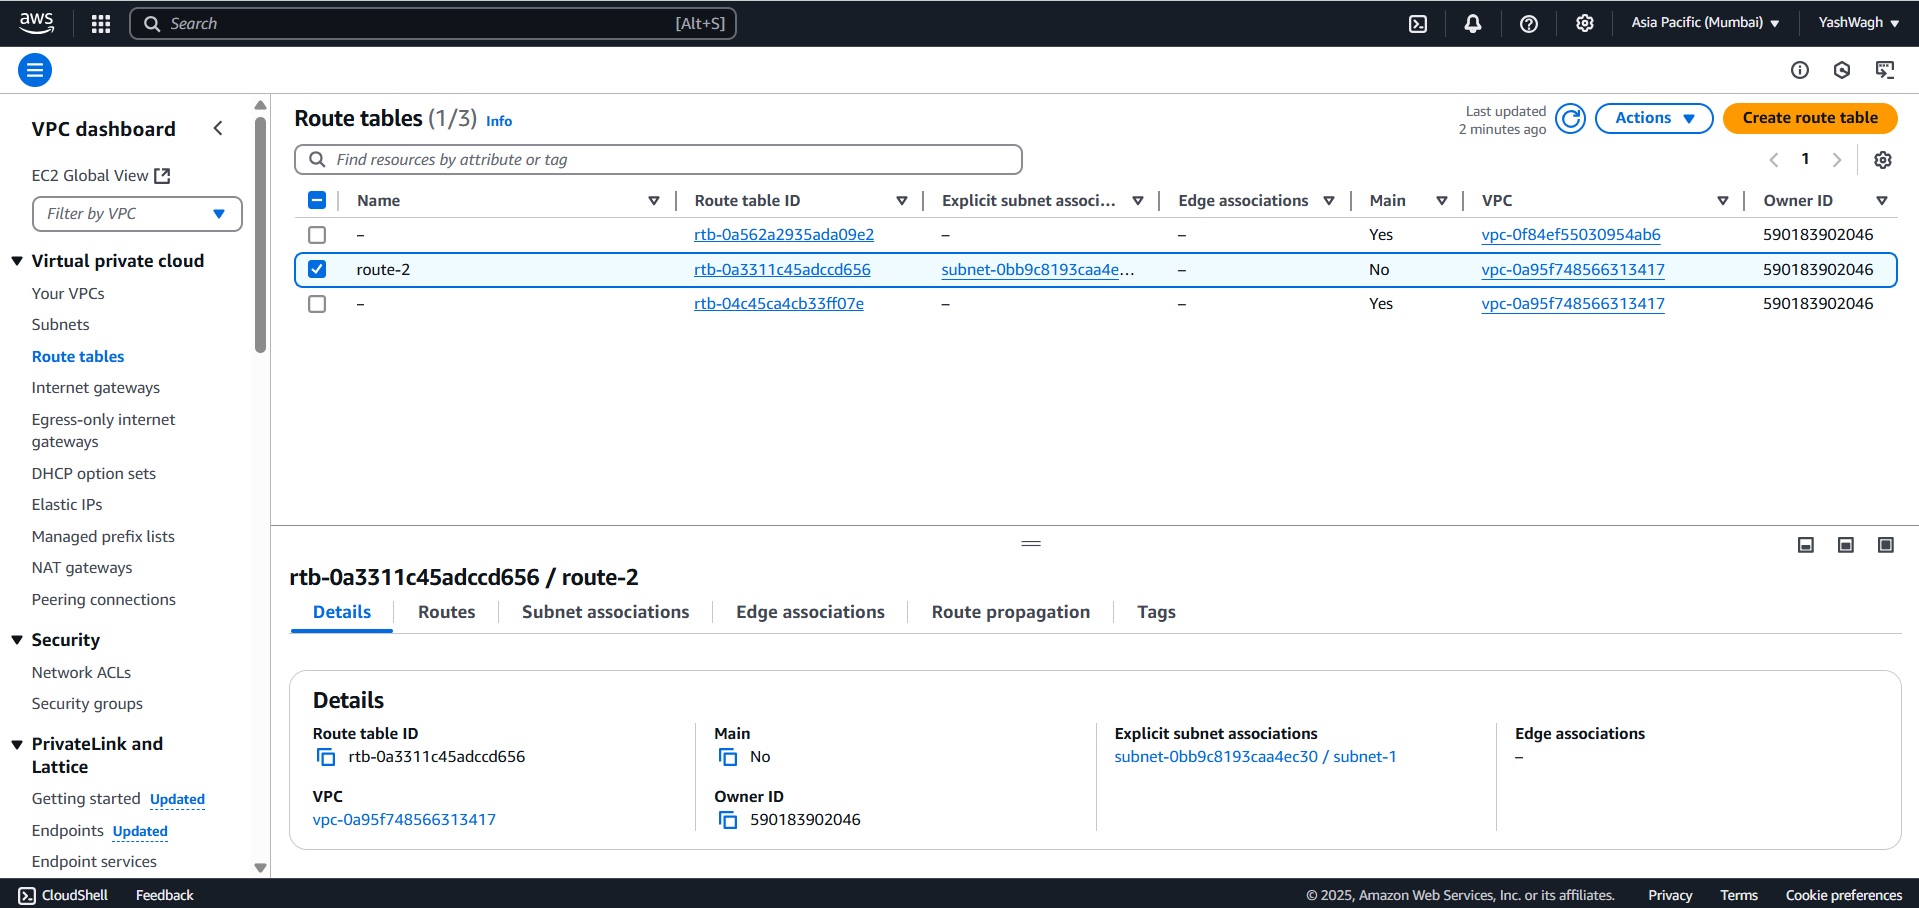 aws
Search [Alt+S]
Asia Pacific (Mumbai)
YashWagh
VPC dashboard
EC2 Global View
Filter by VPC
Virtual private cloud
Your VPCs
Subnets
Route tables
Internet gateways
Egress-only internet
gateways
DHCP option sets
Elastic IPs
Managed prefix lists
NAT gateways
Peering connections
Security
Network ACLs
Security groups
PrivateLink and
Lattice
Getting started Updated
Endpoints Updated
Endpoint services
Route tables (1/3) Info
Last updated
2 minutes ago
Actions
Create route table
Find resources by attribute or tag
1
Name Route table ID Explicit subnet associ... Edge associations Main VPC Owner ID
– rtb-0a562a2935ada09e2 – – Yes vpc-0f84ef55030954ab6 590183902046
route-2 rtb-0a3311c45adccd656 subnet-0bb9c8193caa4e... – No vpc-0a95f748566313417 590183902046
– rtb-04c45ca4cb33ff07e – – Yes vpc-0a95f748566313417 590183902046
rtb-0a3311c45adccd656 / route-2
Details Routes Subnet associations Edge associations Route propagation Tags
Details
Route table ID
rtb-0a3311c45adccd656
Main
No
Explicit subnet associations
subnet-0bb9c8193caa4ec30 / subnet-1
Edge associations
–
VPC
vpc-0a95f748566313417
Owner ID
590183902046
CloudShell Feedback
© 2025, Amazon Web Services, Inc. or its affiliates. Privacy Terms Cookie preferences